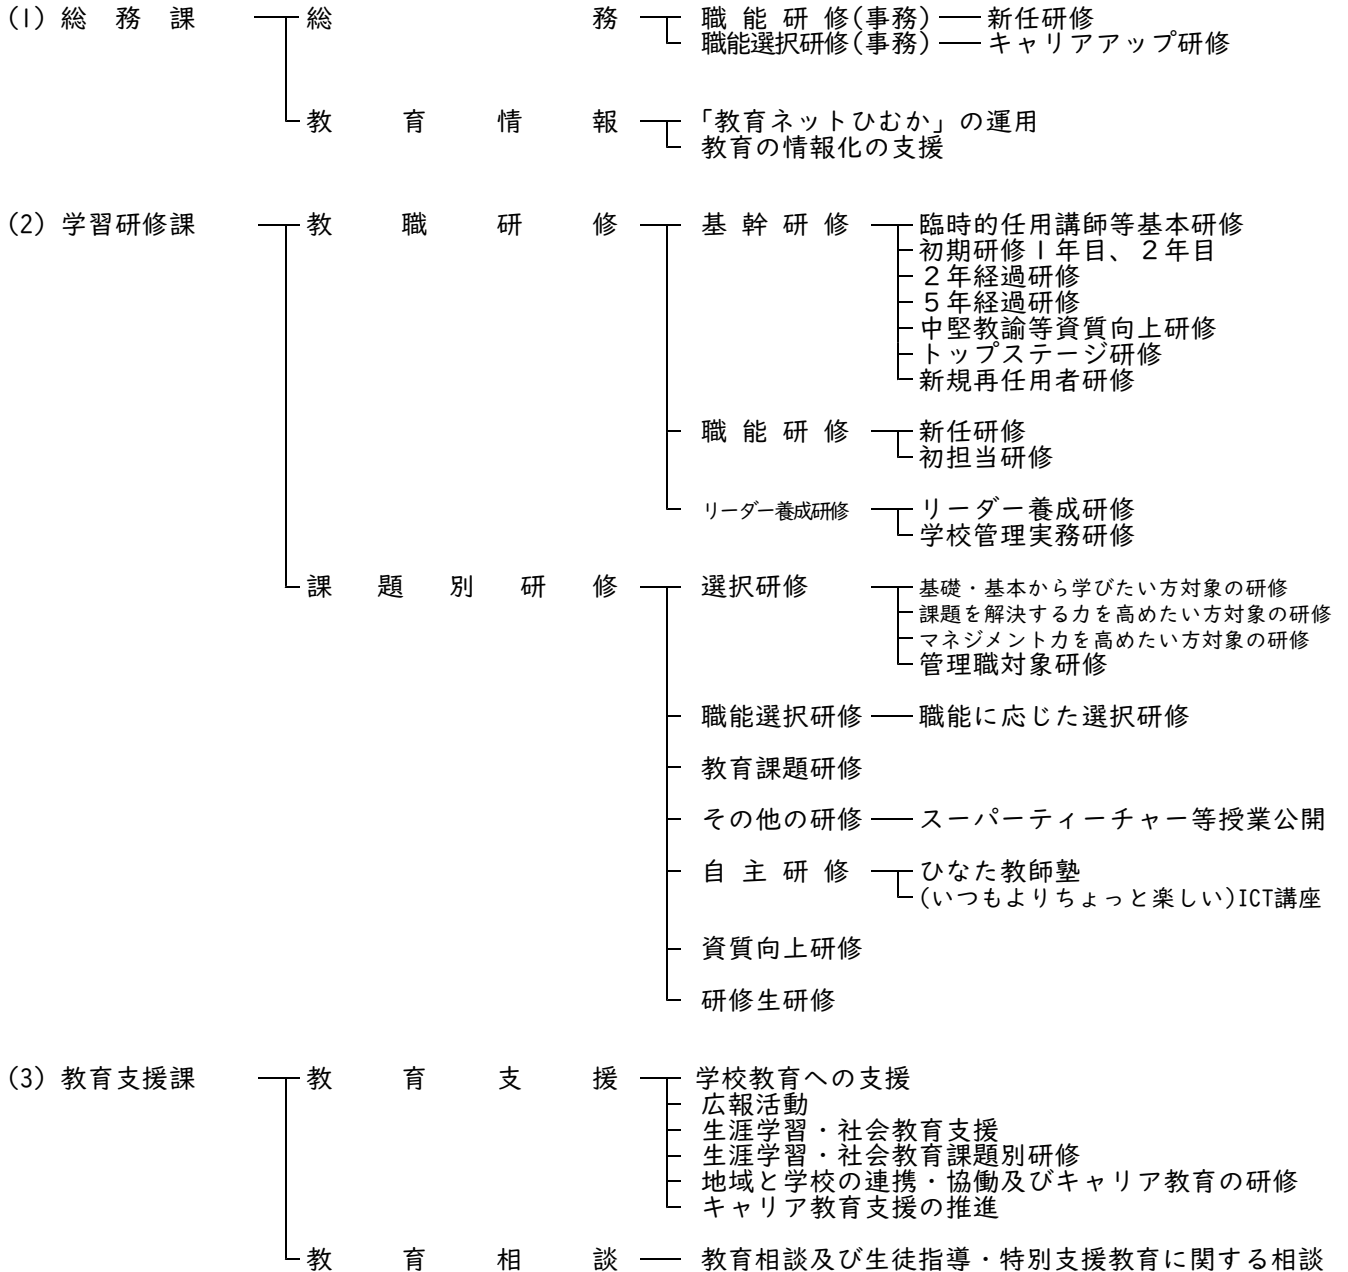 (1) 総務課 総務 職能研修(事務) 新任研修
職能選択研修(事務) キャリアアップ研修
教育情報 「教育ネットひむか」の運用
教育の情報化の支援
(2) 学習研修課 教職研修 基幹研修 臨時的任用講師等基本研修
初期研修1年目、2年目
2年経過研修
5年経過研修
中堅教諭等資質向上研修
トップステージ研修
新規再任用者研修
職能研修 新任研修
初担当研修
リーダー養成研修 リーダー養成研修
学校管理実務研修
課題別研修 選択研修 基礎・基本から学びたい方対象の研修
課題を解決する力を高めたい方対象の研修
マネジメント力を高めたい方対象の研修
管理職対象研修
職能選択研修 職能に応じた選択研修
教育課題研修
その他の研修 スーパーティーチャー等授業公開
自主研修 ひなた教師塾
(いつもよりちょっと楽しい)ICT講座
資質向上研修
研修生研修
(3) 教育支援課 教育支援 学校教育への支援
広報活動
生涯学習・社会教育支援
生涯学習・社会教育課題別研修
地域と学校の連携・協働及びキャリア教育の研修
キャリア教育支援の推進
教育相談 教育相談及び生徒指導・特別支援教育に関する相談